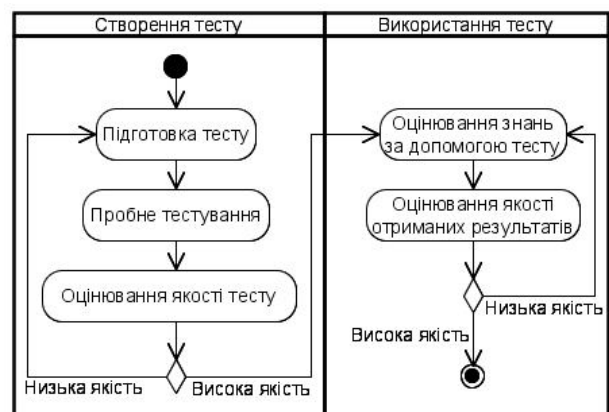 Створення тесту
Використання тесту
Підготовка тесту
Пробне тестування
Оцінювання якості тесту
Низька якість
Висока якість
Оцінювання знань
за допомогою тесту
Оцінювання якості
отриманих результатів
Низька якість
Висока якість